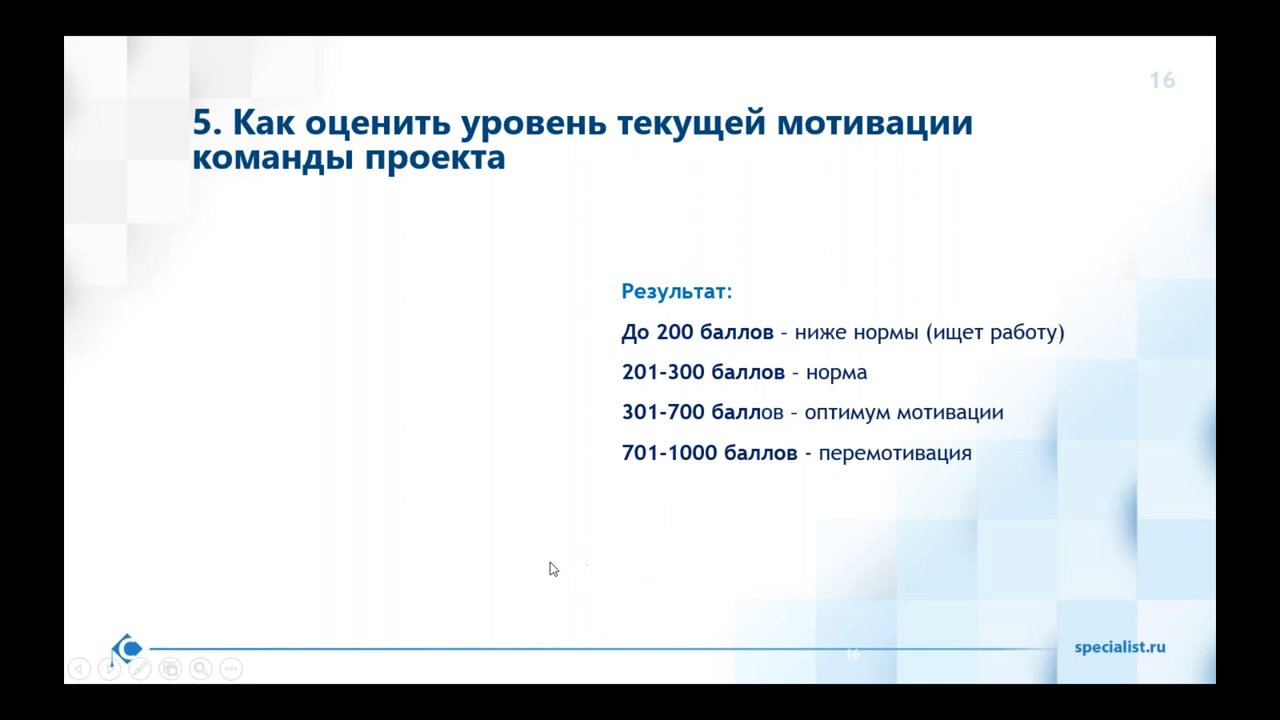 16
5. Как оценить уровень текущей мотивации
команды проекта
Результат:
До 200 баллов - ниже нормы (ищет работу)
201-300 баллов - норма
301-700 баллов - оптимум мотивации
701-1000 баллов - перемотивация
16
specialist.ru